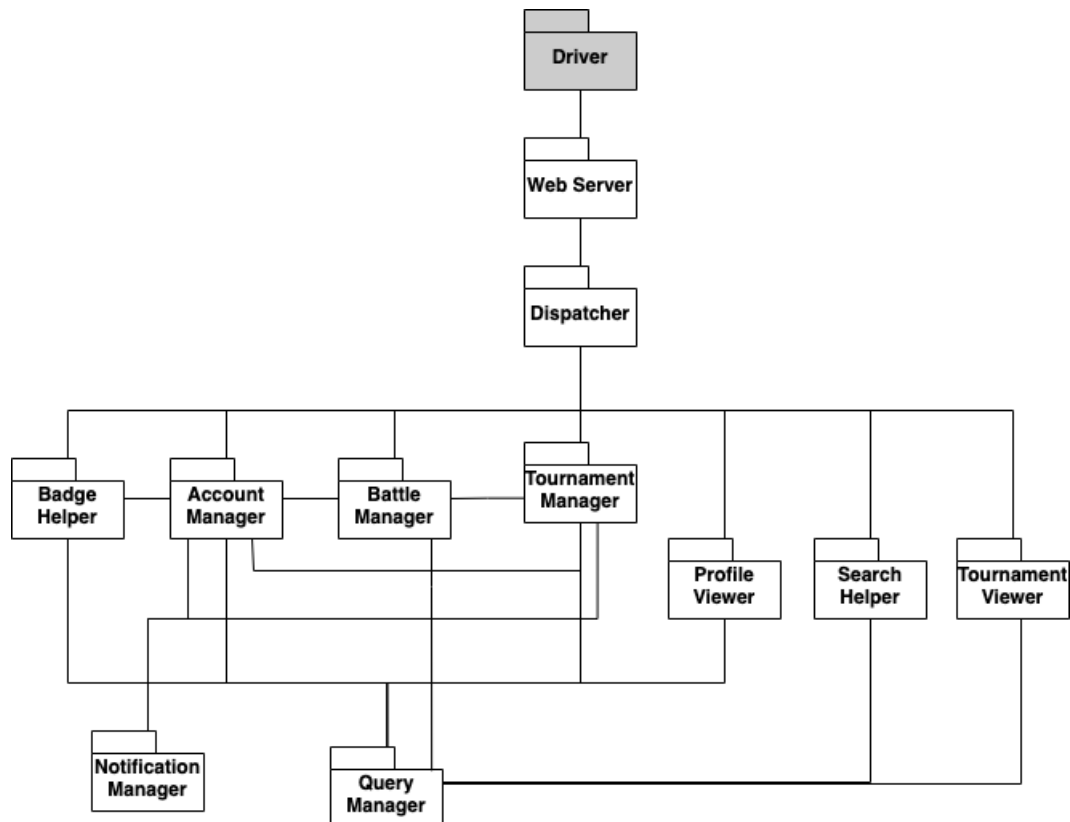 Driver
Web Server
Dispatcher
Badge
Helper
Account
Manager
Battle
Manager
Tournament
Manager
Profile
Viewer
Search
Helper
Tournament
Viewer
Notification
Manager
Query
Manager